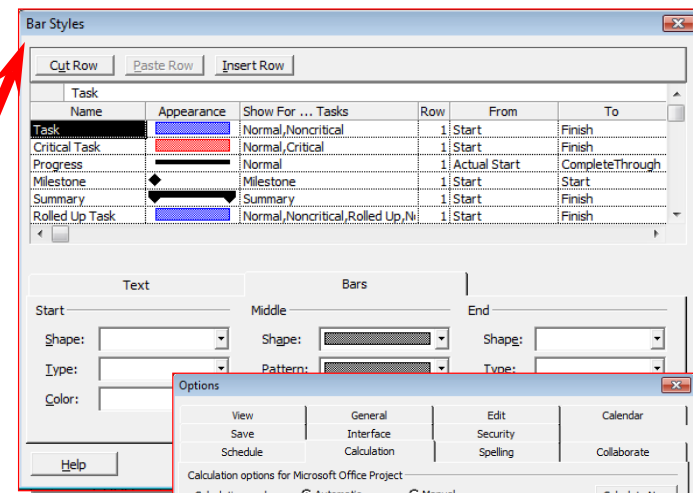 Bar Styles
Cut Row Paste Row Insert Row
Task
Name Appearance Show For ... Tasks Row From To
Task Normal,Noncritical 1 Start Finish
Critical Task Normal,Critical 1 Start Finish
Progress Normal 1 Actual Start CompleteThrough
Milestone Milestone 1 Start Start
Summary Summary 1 Start Finish
Rolled Up Task Normal,Noncritical,Rolled Up,N 1 Start Finish
Text Bars
Start Middle End
Shape: Shape: Shape:
Type: Pattern: Type:
Color:
Help
Options
View General Edit Calendar
Save Interface Security
Schedule Calculation Spelling Collaborate
Calculation options for Microsoft Office Project
Automatic Manual